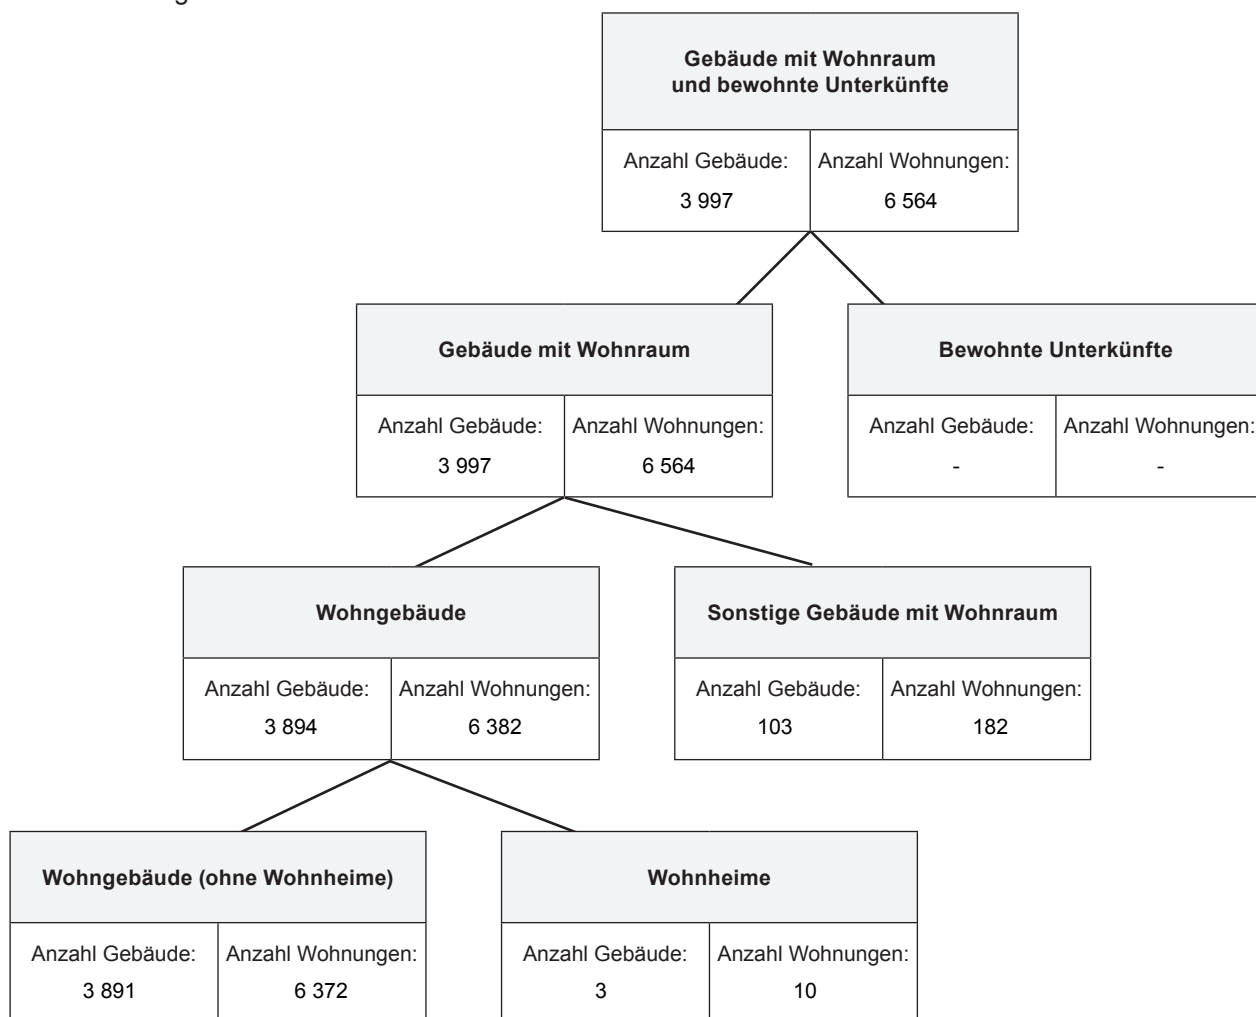 Gebäude mit Wohnraum
und bewohnte Unterkünfte
Anzahl Gebäude: Anzahl Wohnungen:
3 997 6 564
Gebäude mit Wohnraum Bewohnte Unterkünfte
Anzahl Gebäude: Anzahl Wohnungen: Anzahl Gebäude: Anzahl Wohnungen:
3 997 6 564 - -
Wohngebäude Sonstige Gebäude mit Wohnraum
Anzahl Gebäude: Anzahl Wohnungen: Anzahl Gebäude: Anzahl Wohnungen:
3 894 6 382 103 182
Wohngebäude (ohne Wohnheime) Wohnheime
Anzahl Gebäude: Anzahl Wohnungen: Anzahl Gebäude: Anzahl Wohnungen:
3 891 6 372 3 10